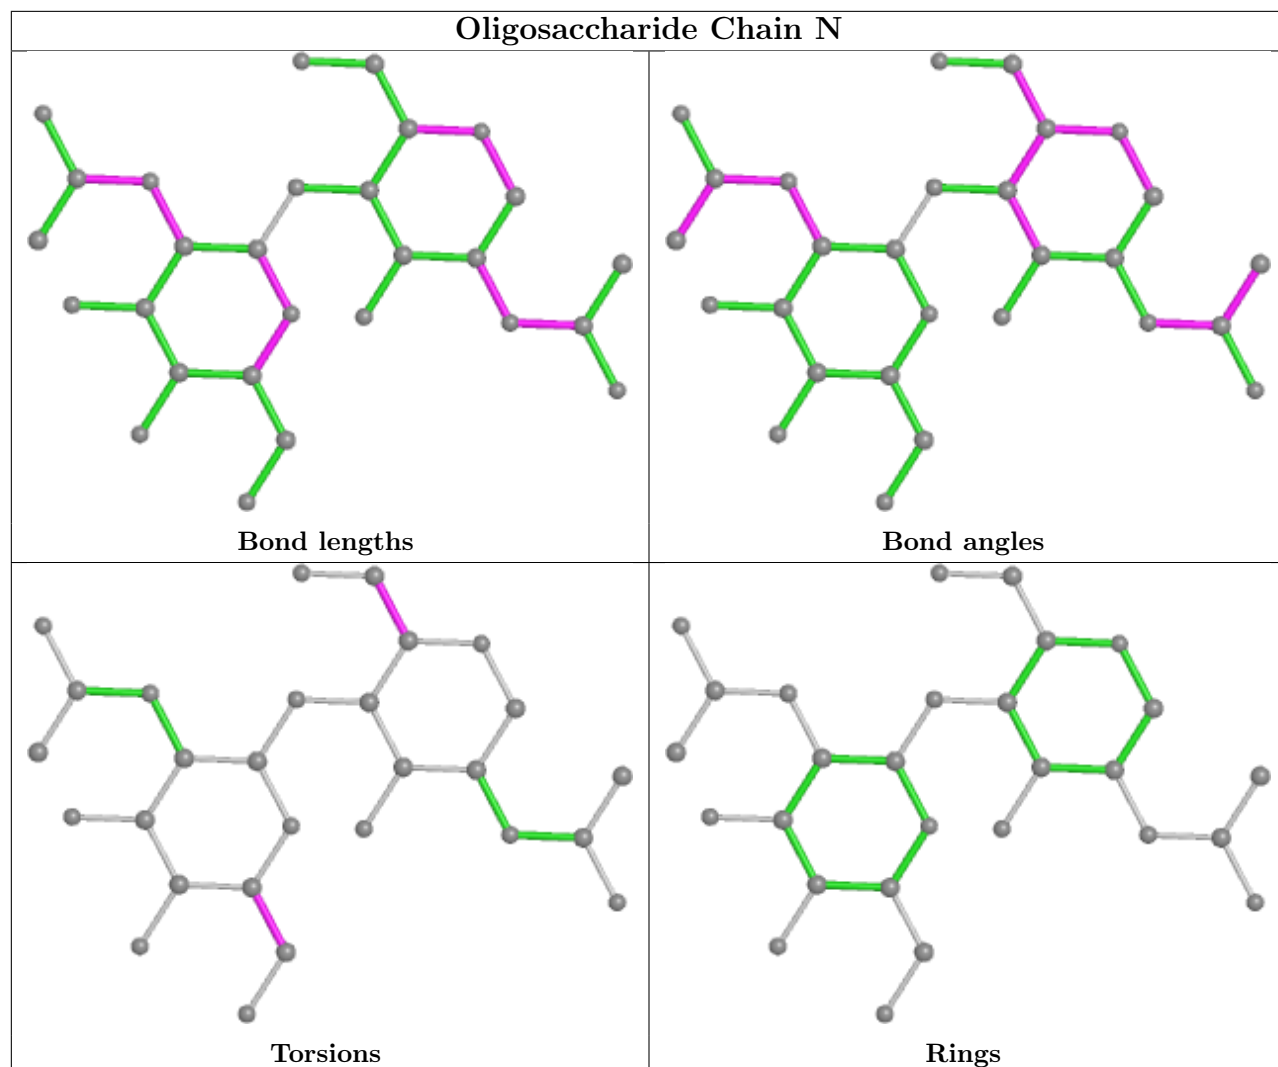 Oligosaccharide Chain N
Bond lengths
Bond angles
Torsions
Rings